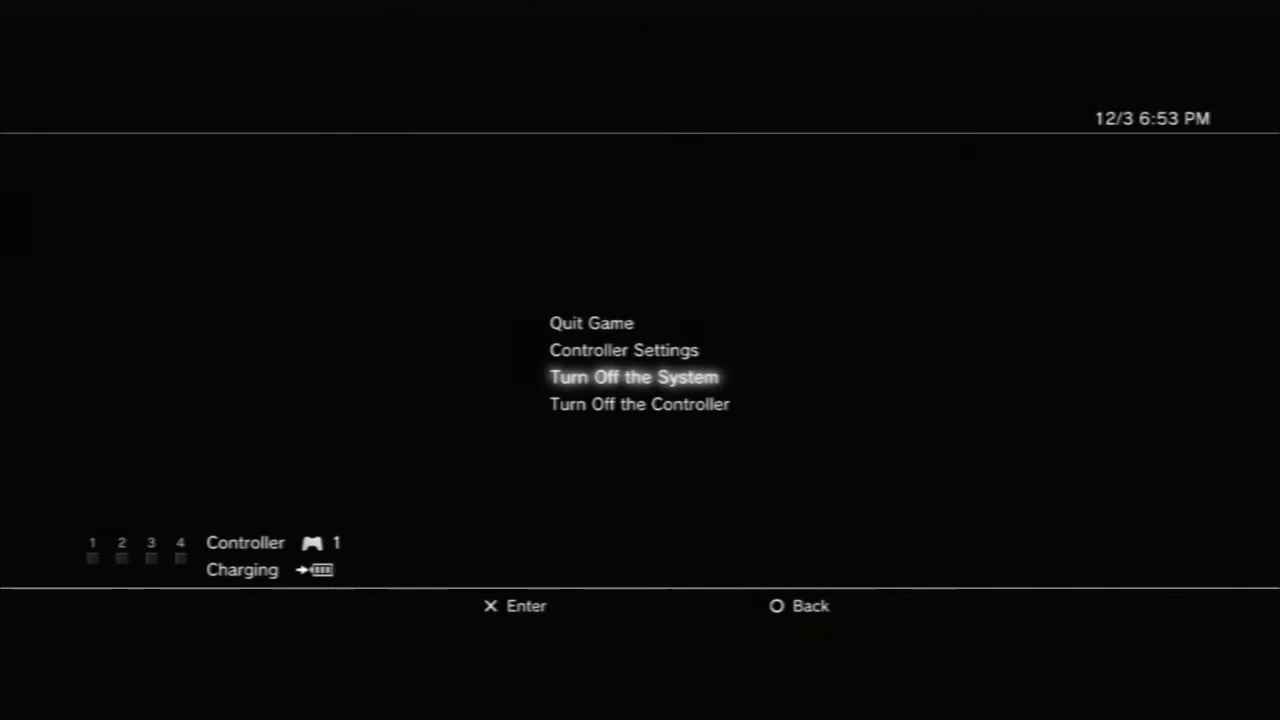 12/3 6:53 PM
Quit Game
Controller Settings
Turn Off the System
Turn Off the Controller
1 2 3 4 Controller 1
Charging
X Enter O Back